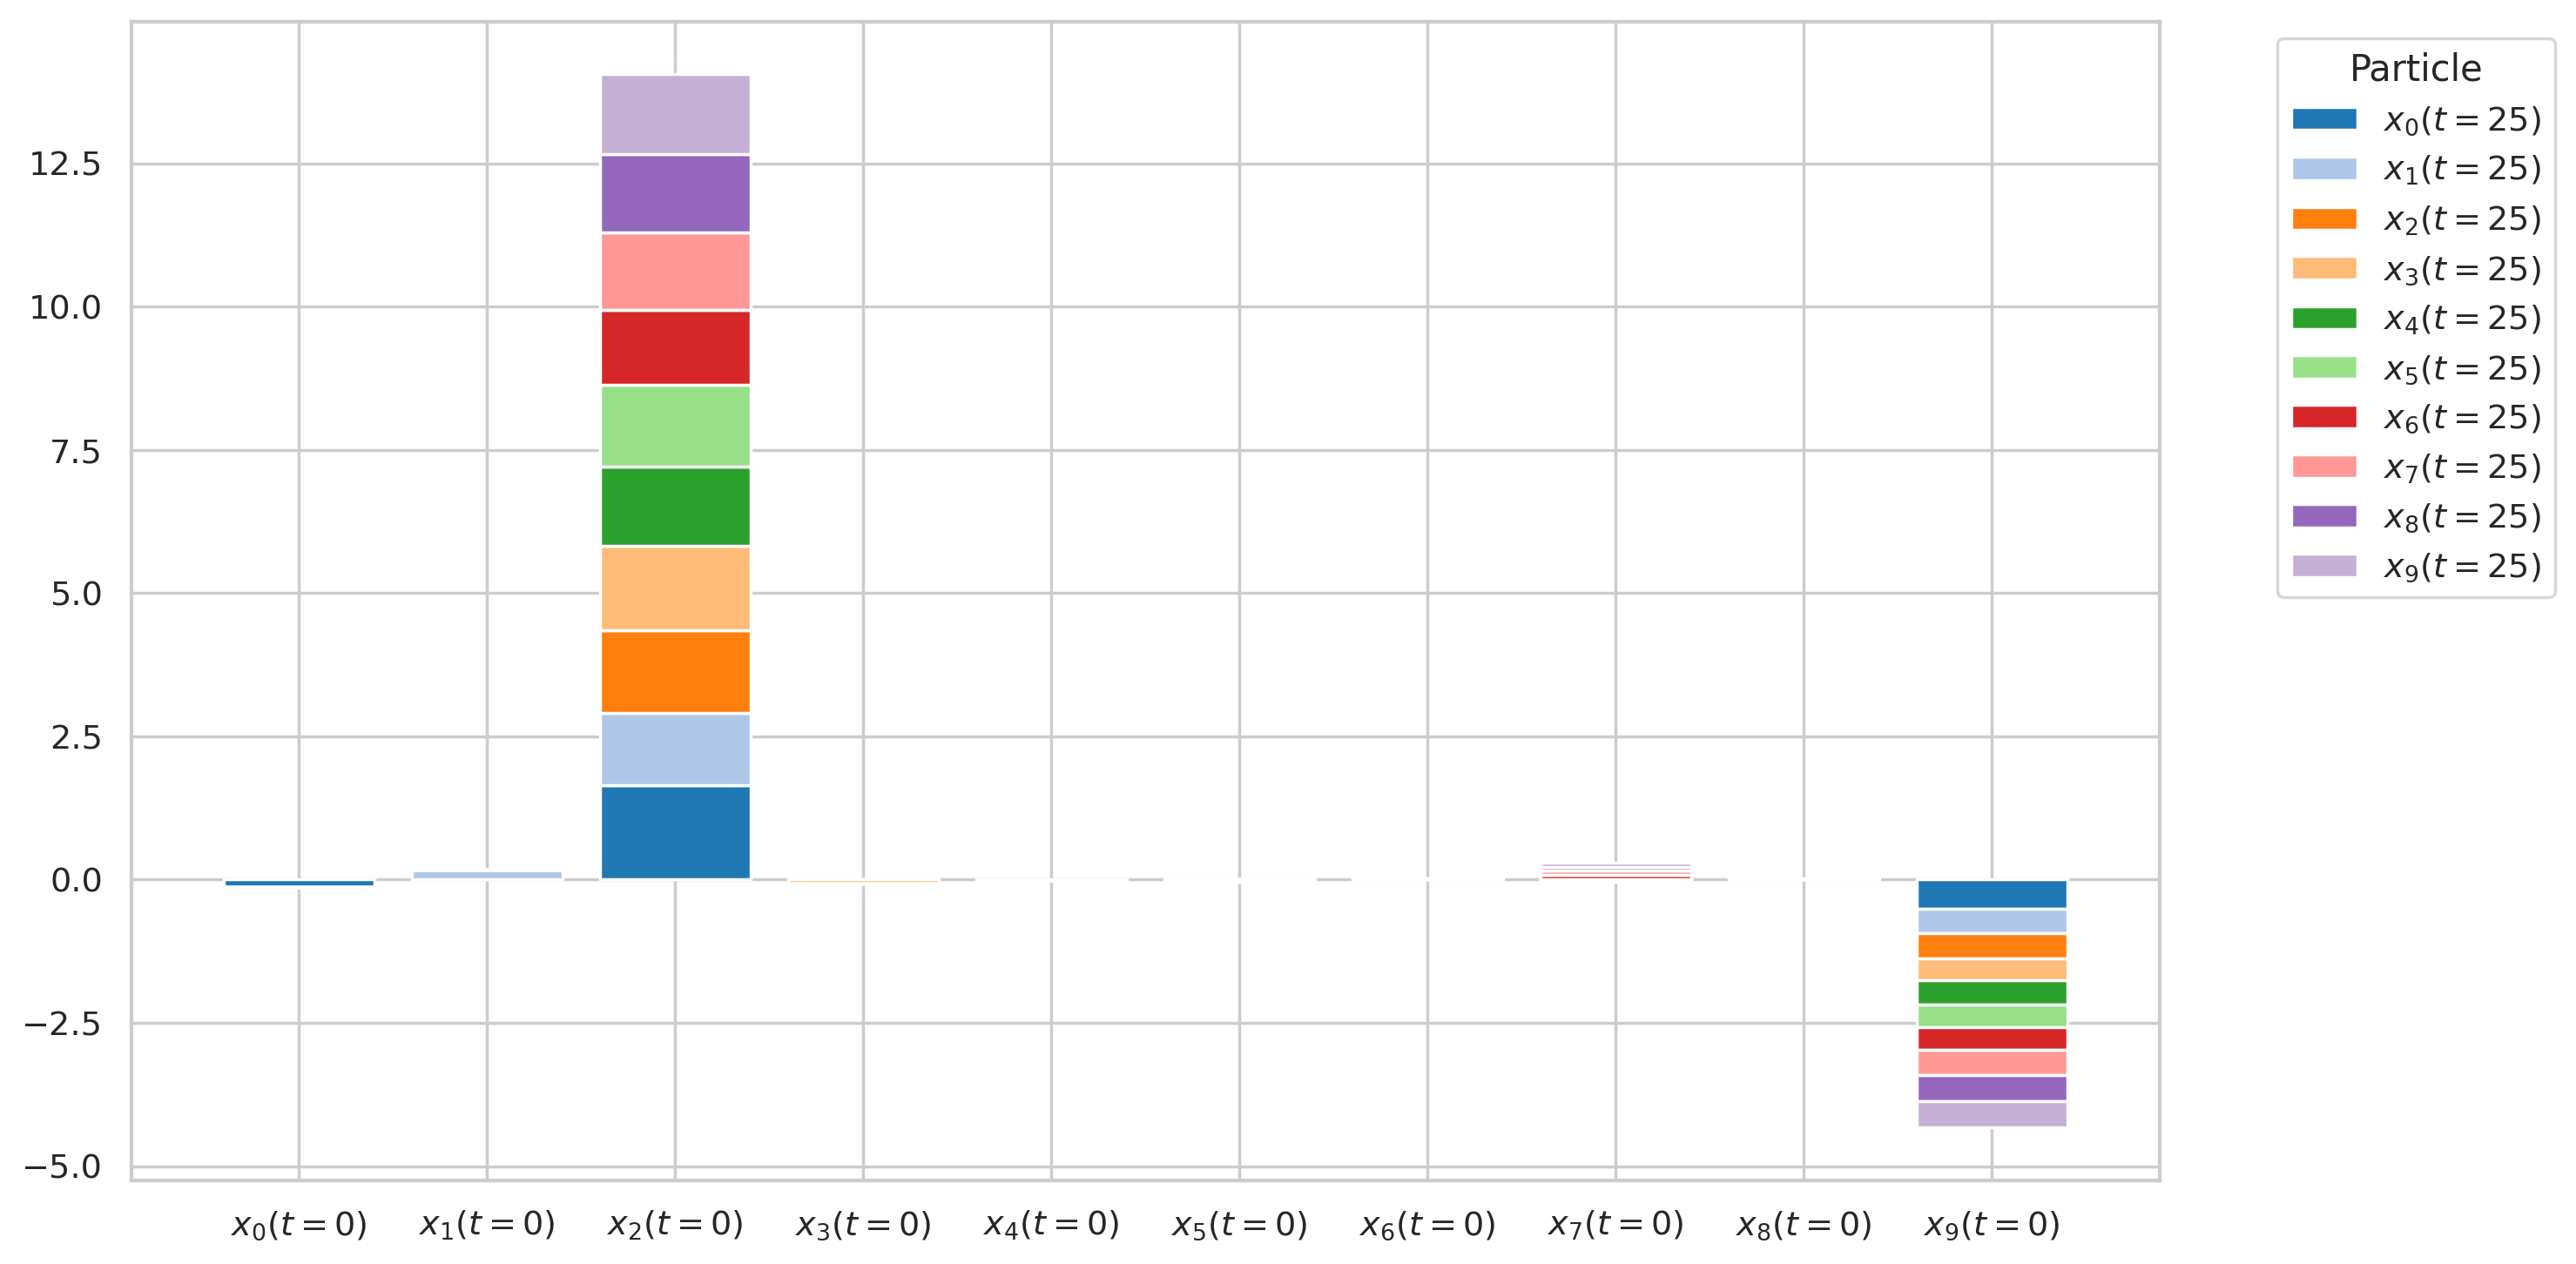 12.5
10.0
7.5
5.0
2.5
0.0
−2.5
−5.0
x₀(t = 0) x₁(t = 0) x₂(t = 0) x₃(t = 0) x₄(t = 0) x₅(t = 0) x₆(t = 0) x₇(t = 0) x₈(t = 0) x₉(t = 0)
Particle
x₀(t = 25)
x₁(t = 25)
x₂(t = 25)
x₃(t = 25)
x₄(t = 25)
x₅(t = 25)
x₆(t = 25)
x₇(t = 25)
x₈(t = 25)
x₉(t = 25)